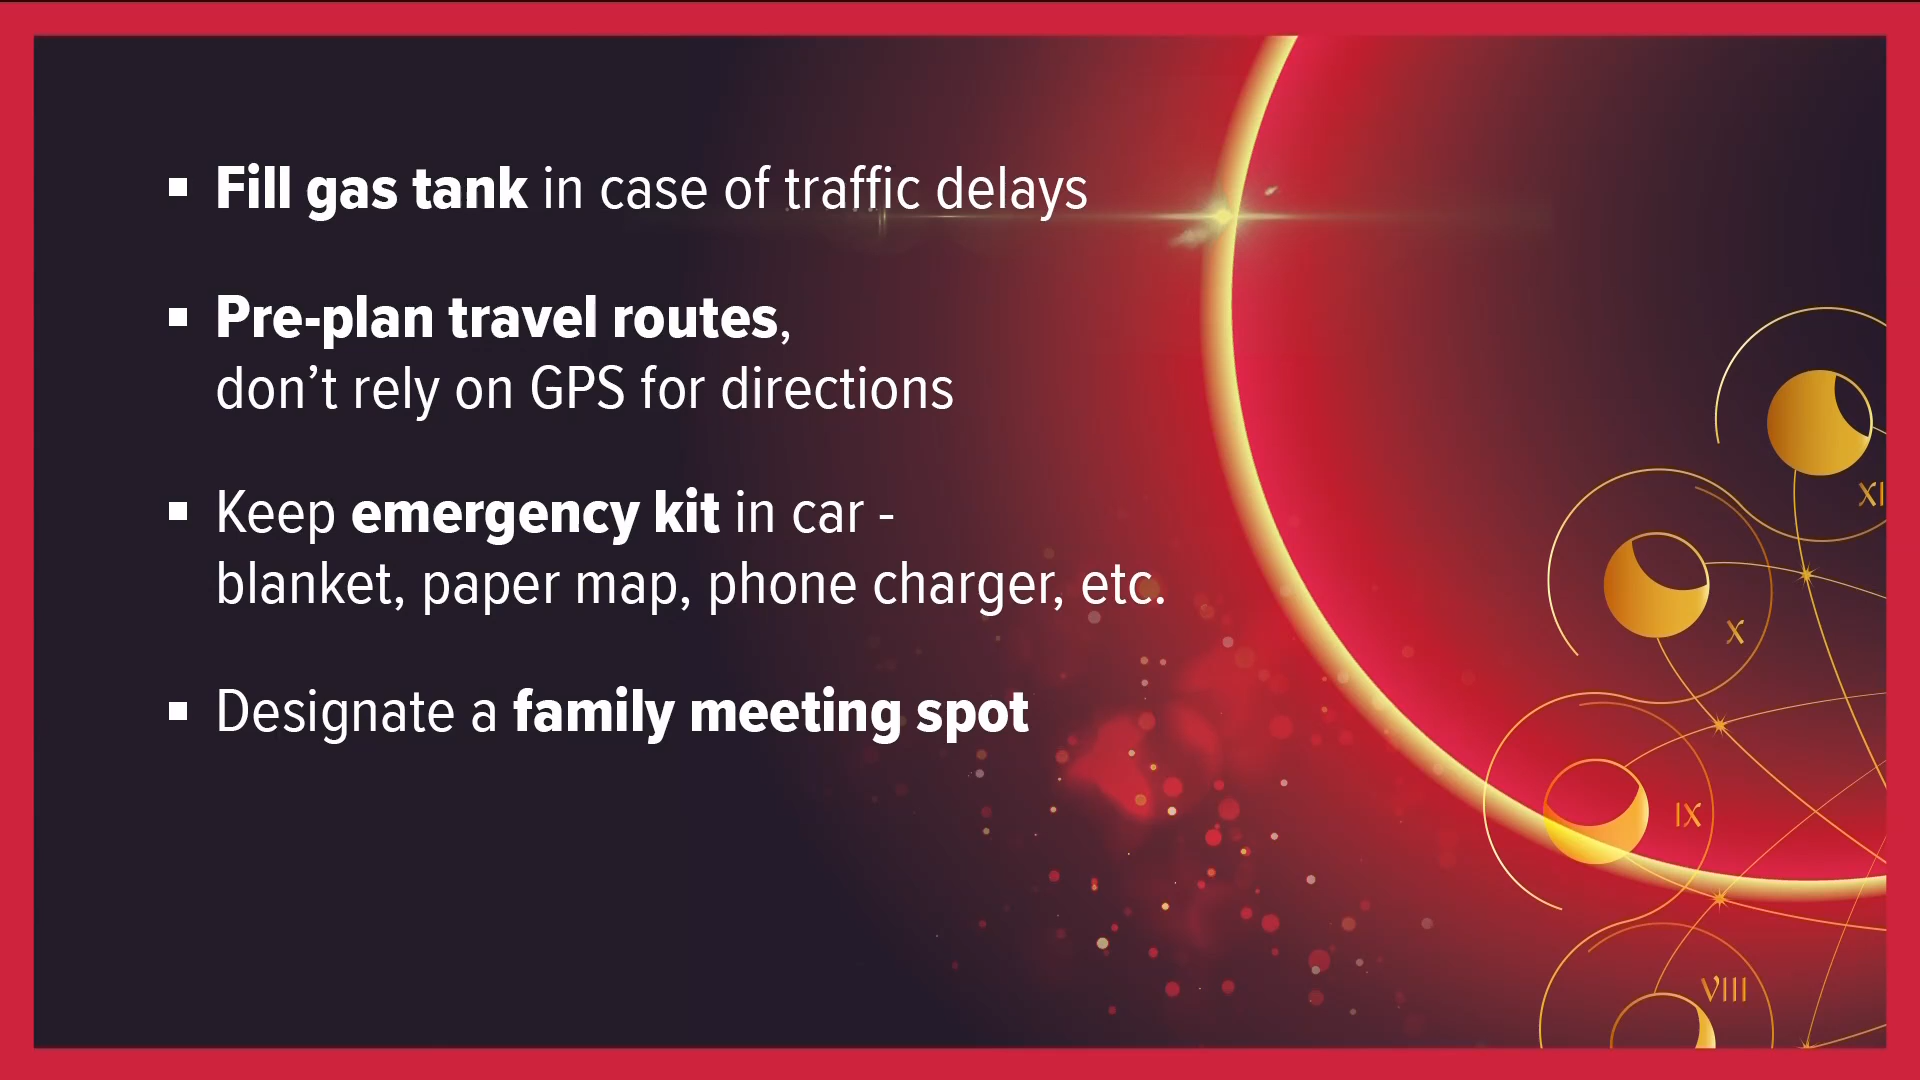 ▪ Fill gas tank in case of traffic delays
▪ Pre-plan travel routes,
don’t rely on GPS for directions
▪ Keep emergency kit in car -
blanket, paper map, phone charger, etc.
▪ Designate a family meeting spot
XI
X
IX
VIII